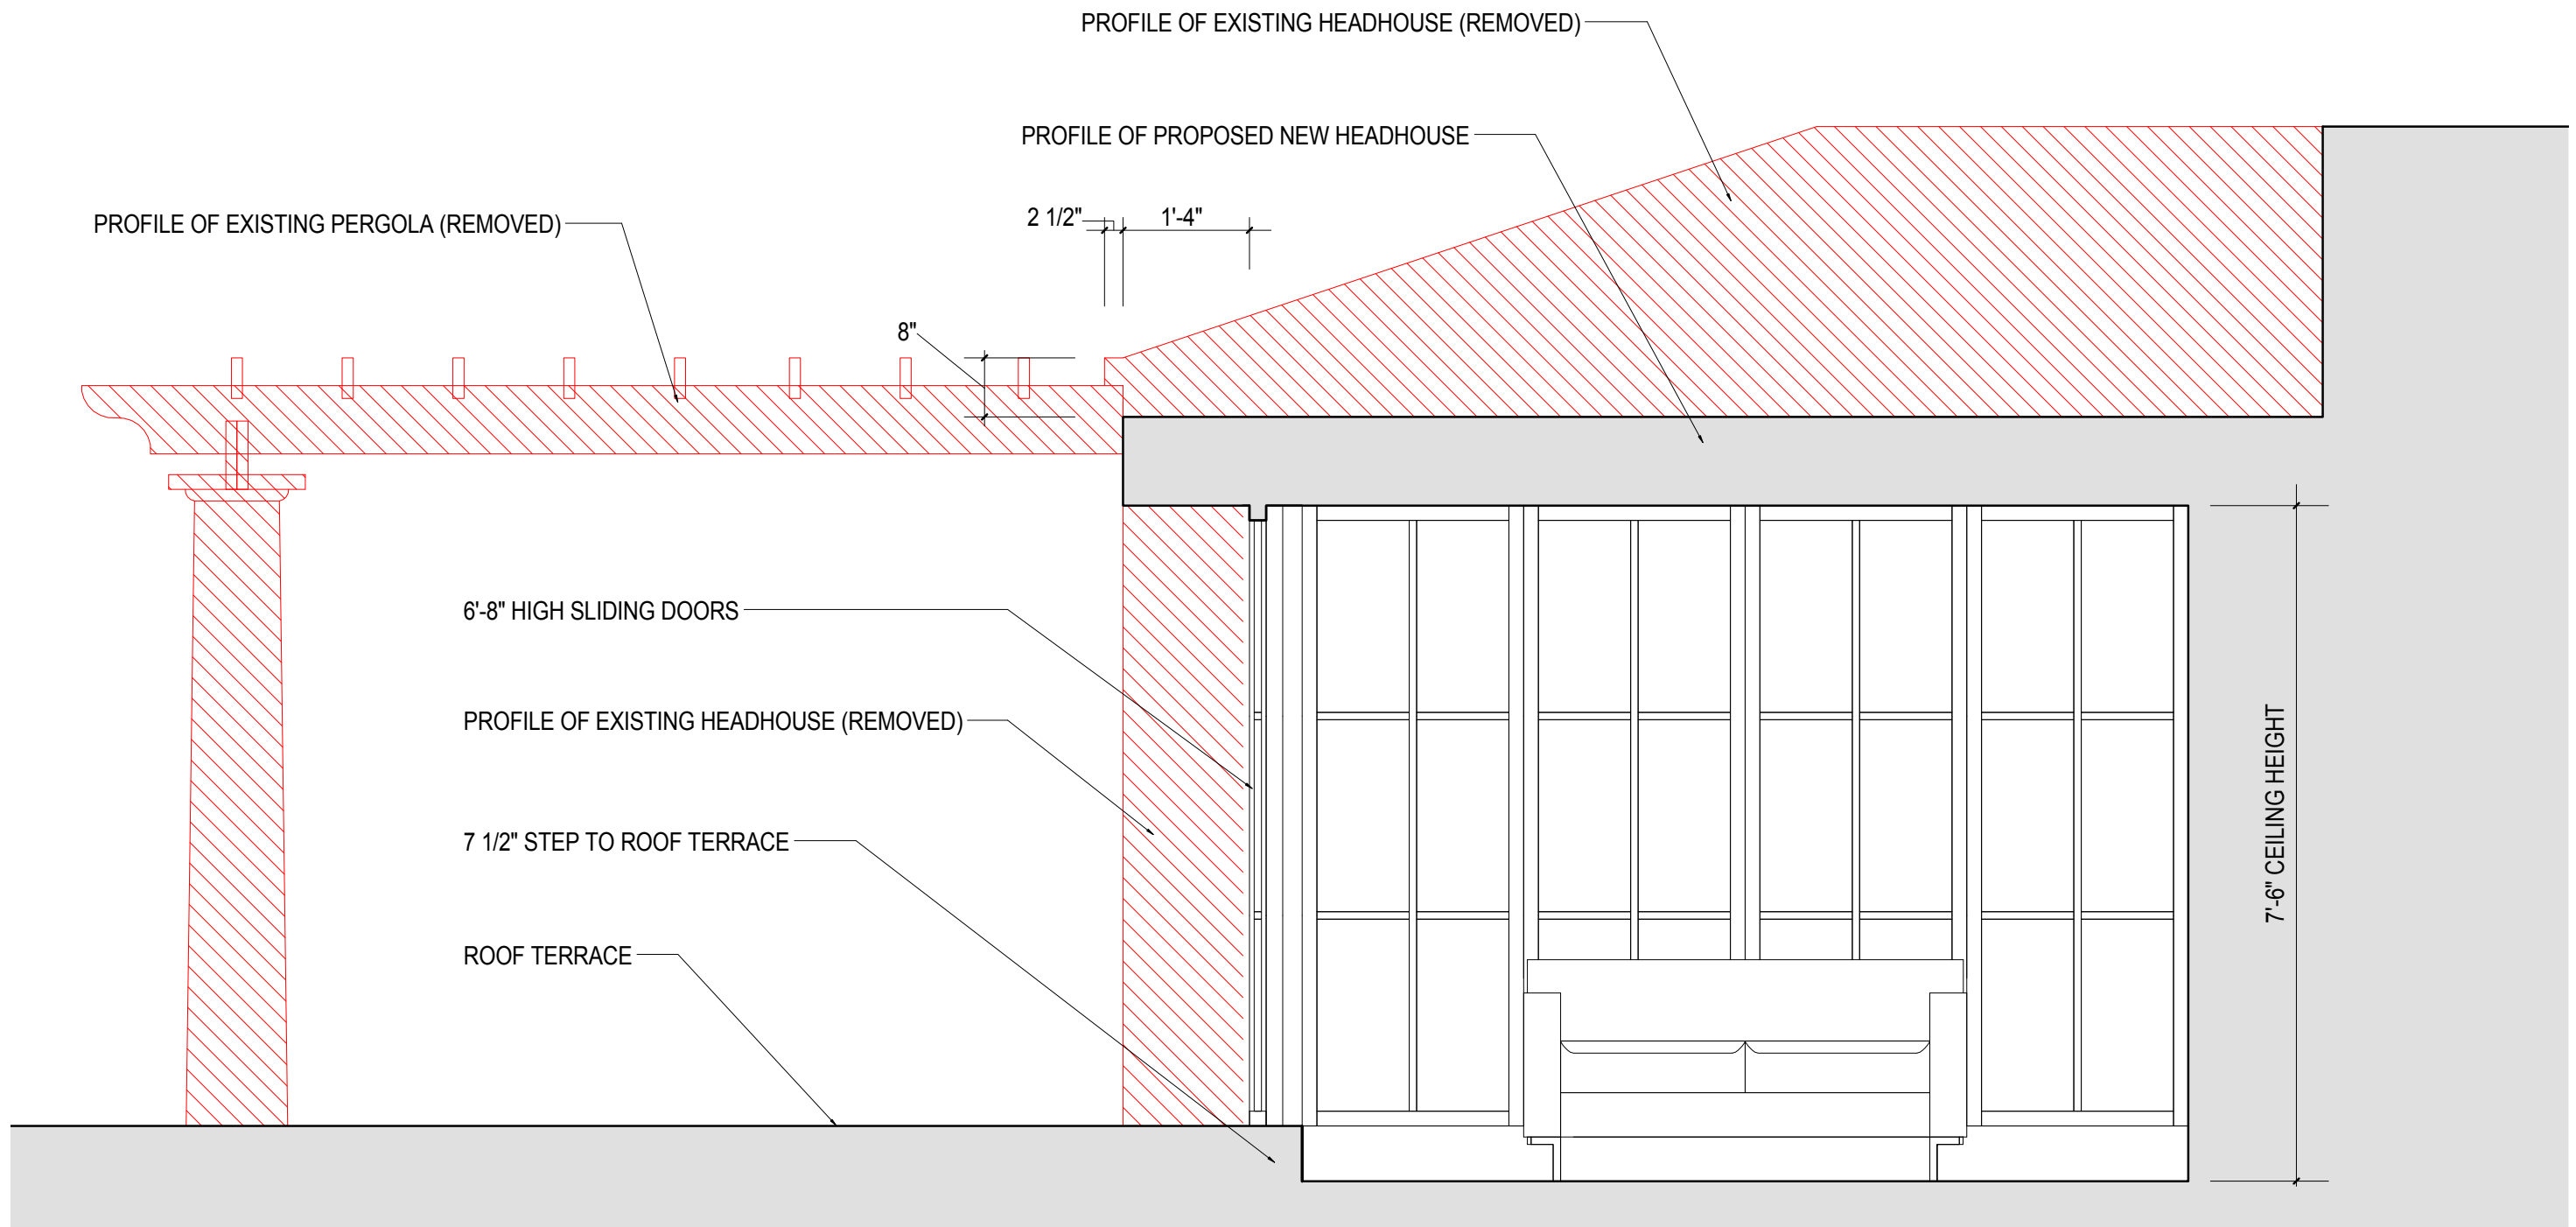 PROFILE OF EXISTING HEADHOUSE (REMOVED)
PROFILE OF PROPOSED NEW HEADHOUSE
PROFILE OF EXISTING PERGOLA (REMOVED)
2 1/2"
1'-4"
8"
6'-8" HIGH SLIDING DOORS
PROFILE OF EXISTING HEADHOUSE (REMOVED)
7 1/2" STEP TO ROOF TERRACE
ROOF TERRACE
7'-6" CEILING HEIGHT